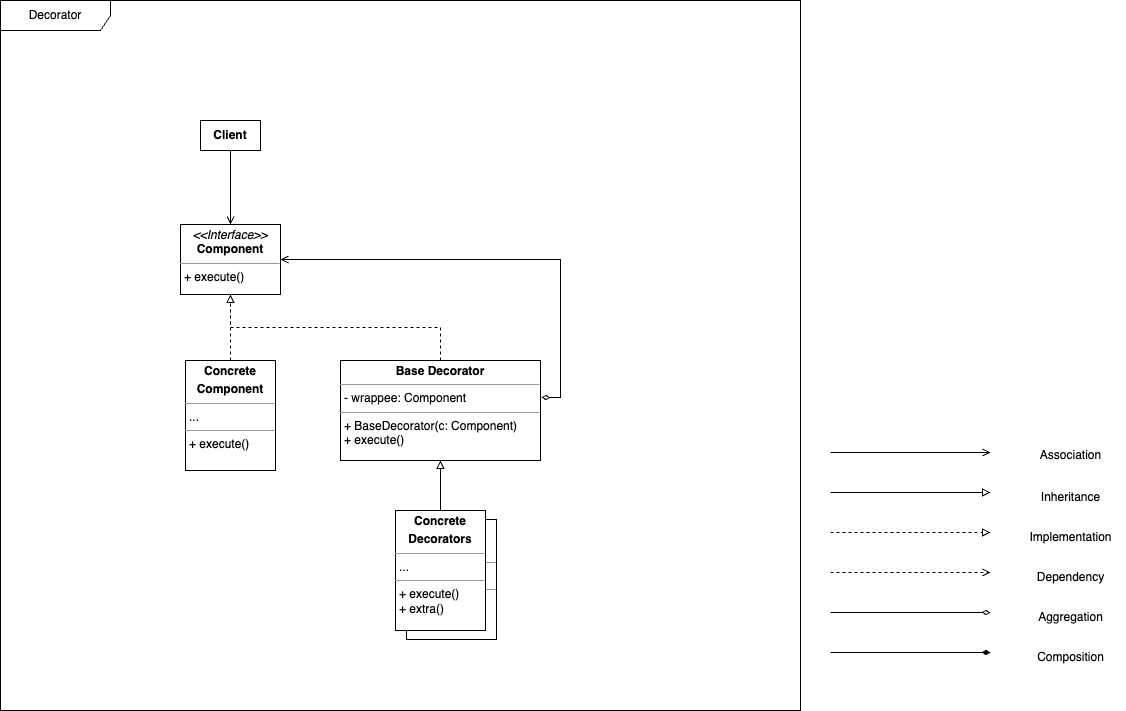 Decorator
Client
<<Interface>>
Component
+ execute()
Concrete
Component
...
+ execute()
Base Decorator
- wrappee: Component
+ BaseDecorator(c: Component)
+ execute()
Concrete
Decorators
...
+ execute()
+ extra()
Association
Inheritance
Implementation
Dependency
Aggregation
Composition